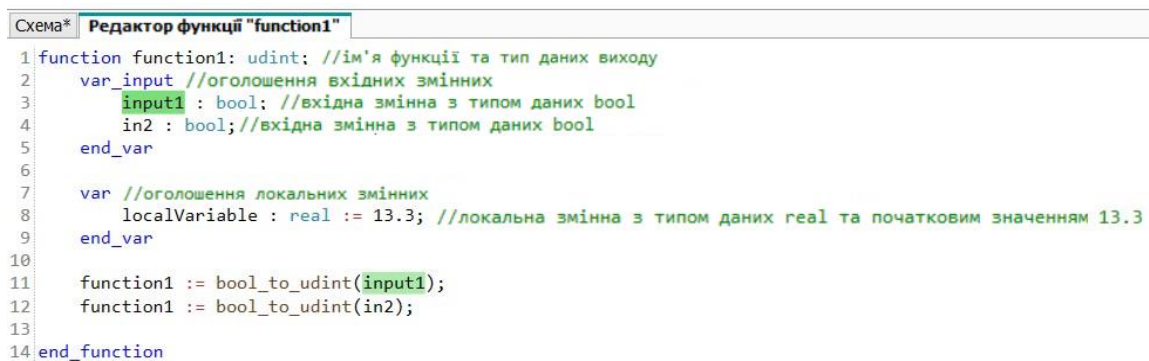 Схема* Редактор функції "function1"
1 function function1: udint; //ім'я функції та тип даних виходу
2 var_input //оголошення вхідних змінних
3 input1 : bool; //вхідна змінна з типом даних bool
4 in2 : bool;//вхідна змінна з типом даних bool
5 end_var
6
7 var //оголошення локальних змінних
8 localVariable : real := 13.3; //локальна змінна з типом даних real та початковим значенням 13.3
9 end_var
10
11 function1 := bool_to_udint(input1);
12 function1 := bool_to_udint(in2);
13
14 end_function